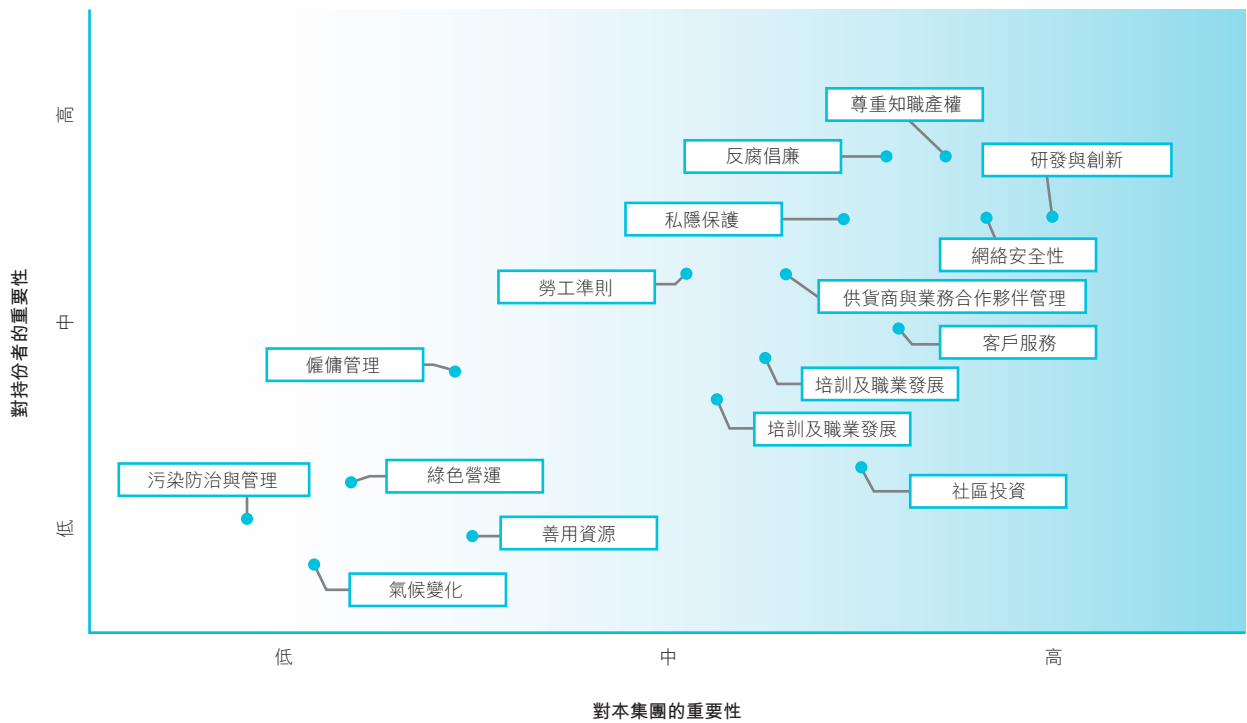 高
中
低
對持份者的重要性
尊重知職產權
反腐倡廉
研發與創新
私隱保護
網絡安全性
勞工準則
供貨商與業務合作夥伴管理
客戶服務
僱傭管理
培訓及職業發展
培訓及職業發展
污染防治與管理
綠色營運
社區投資
善用資源
氣候變化
低
中
高
對本集團的重要性